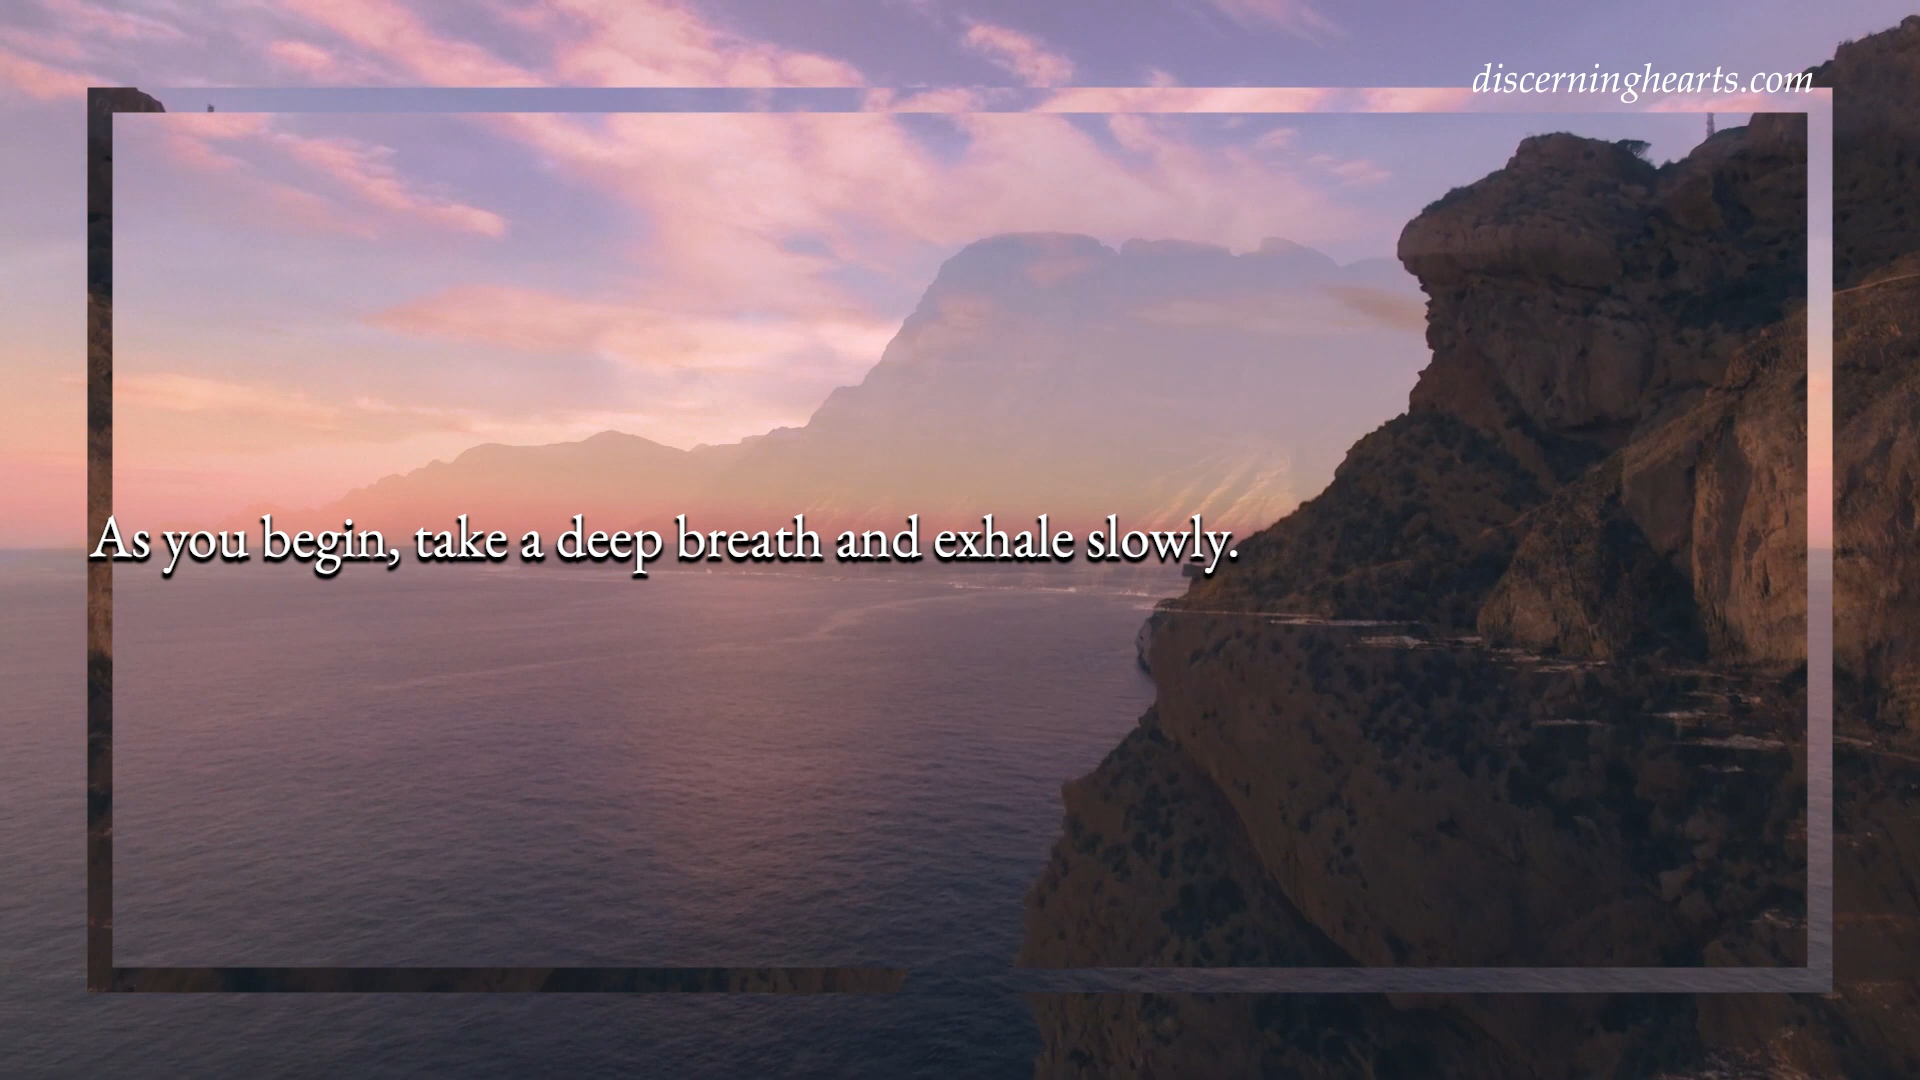 discerninghearts.com
As you begin, take a deep breath and exhale slowly.